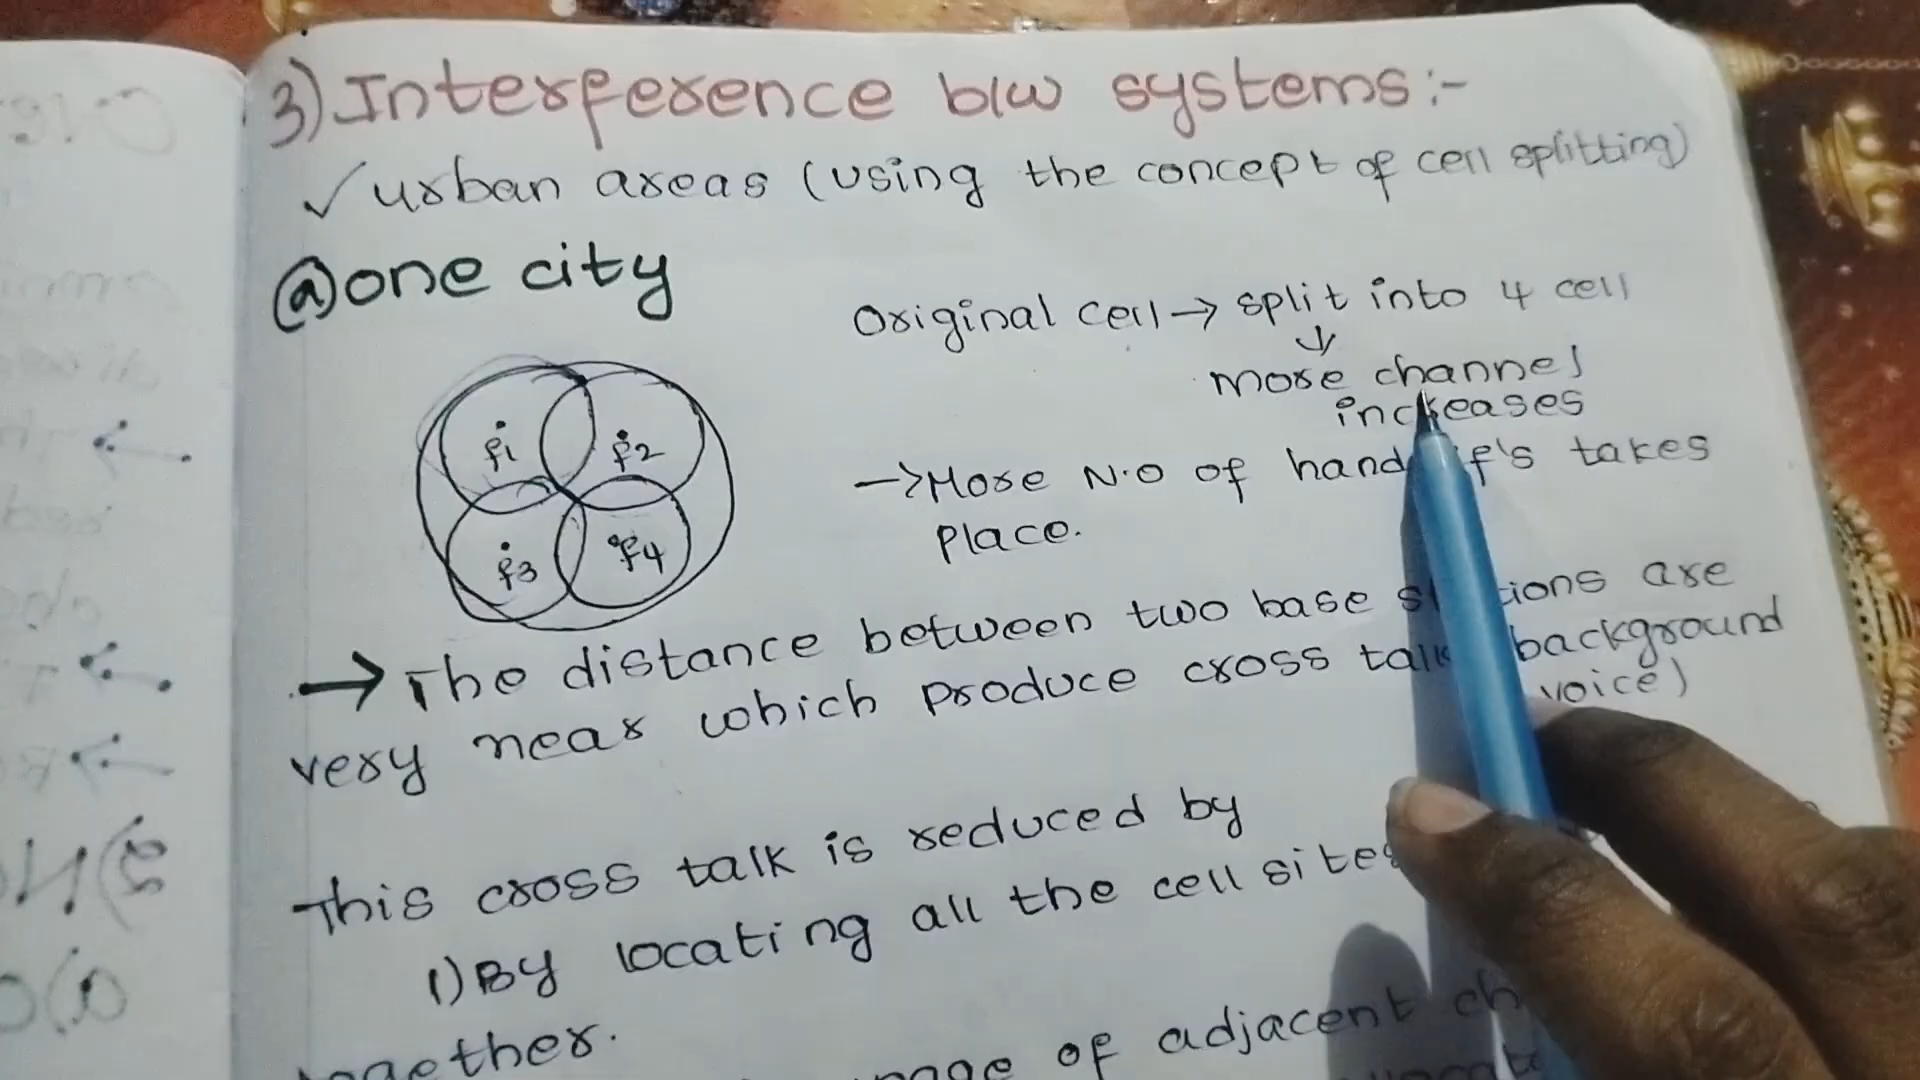 3) Interference b/w systems:-
✓ urban areas (using the concept of cell splitting)
@ one city
Original cell → split into 4 cell
↓
more channel
increases
f1 f2
f3 f4
→ More N.O of hand f's takes
place.
→ The distance between two base stations are
very near which produce cross talk background
voice)
This cross talk is reduced by
1) By locating all the cell sites
together.
of adjacent ch